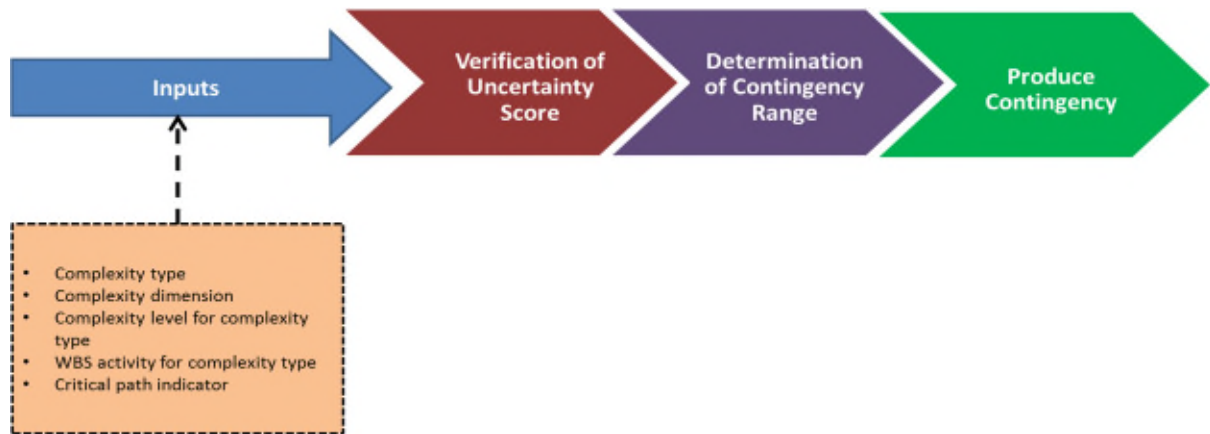 Inputs
Verification of
Uncertainty
Score
Determination
of Contingency
Range
Produce
Contingency
• Complexity type
• Complexity dimension
• Complexity level for complexity
type
• WBS activity for complexity type
• Critical path indicator